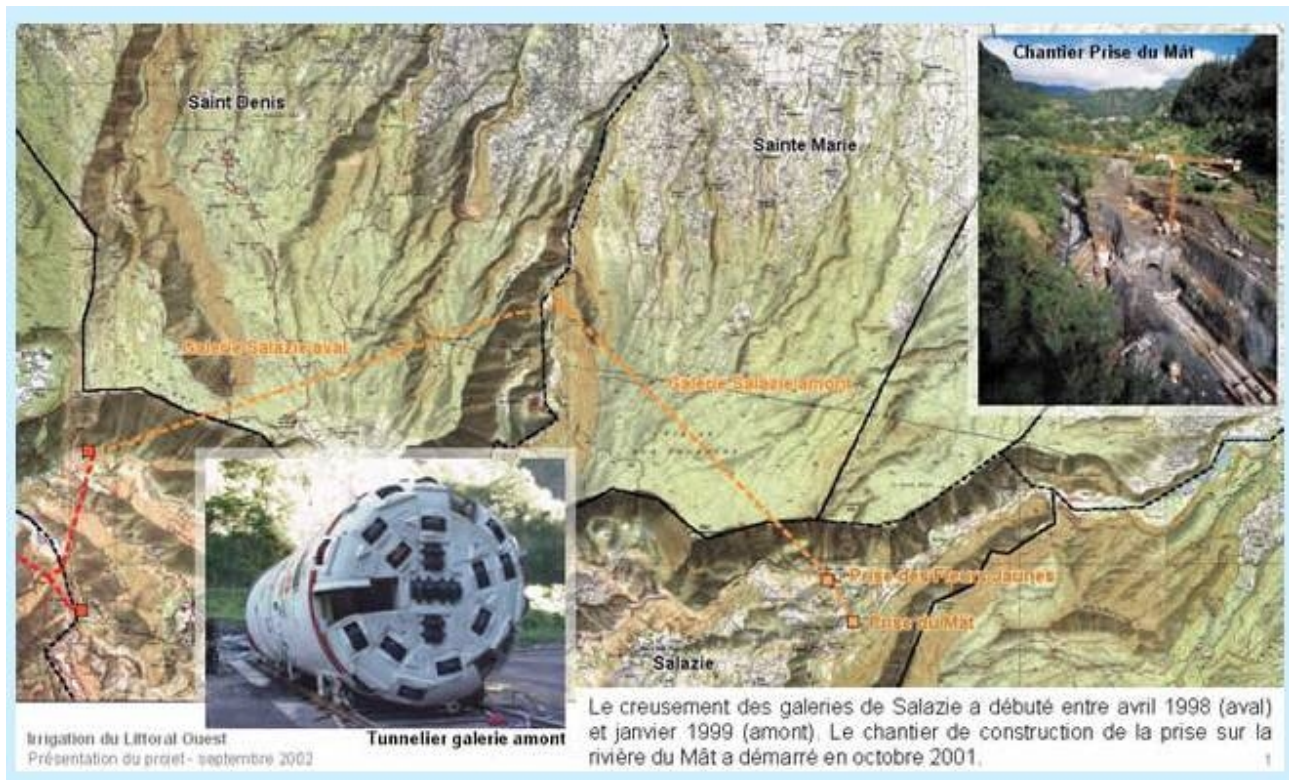 Chantier Prise du Mât
Saint Denis
Sainte Marie
Galerie Salazie aval
Galerie Salazie amont
Prise des Fleurs Jaunes
Prise du Mât
Salazie
Tunnelier galerie amont
Irrigation du Littoral Ouest
Présentation du projet - septembre 2002
Le creusement des galeries de Salazie a débuté entre avril 1998 (aval)
et janvier 1999 (amont). Le chantier de construction de la prise sur la
rivière du Mât a démarré en octobre 2001.
1